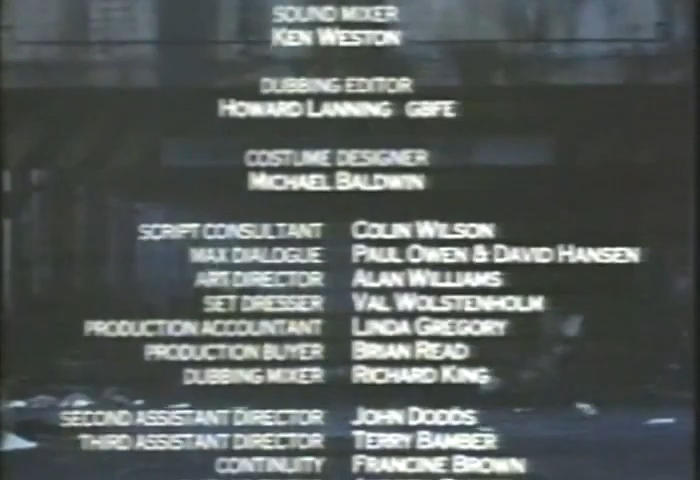 SOUND MIXER
KEN WESTON
DUBBING EDITOR
HOWARD LANNING GBFE
COSTUME DESIGNER
MICHAEL BALDWIN
SCRIPT CONSULTANT COLIN WILSON
MAX DIALOGUE PAUL OWEN & DAVID HANSEN
ART DIRECTOR ALAN WILLIAMS
SET DRESSER VAL WOLSTENHOLM
PRODUCTION ACCOUNTANT LINDA GREGORY
PRODUCTION BUYER BRIAN READ
DUBBING MIXER RICHARD KING
SECOND ASSISTANT DIRECTOR JOHN DODDS
THIRD ASSISTANT DIRECTOR TERRY BAMBER
CONTINUITY FRANCINE BROWN